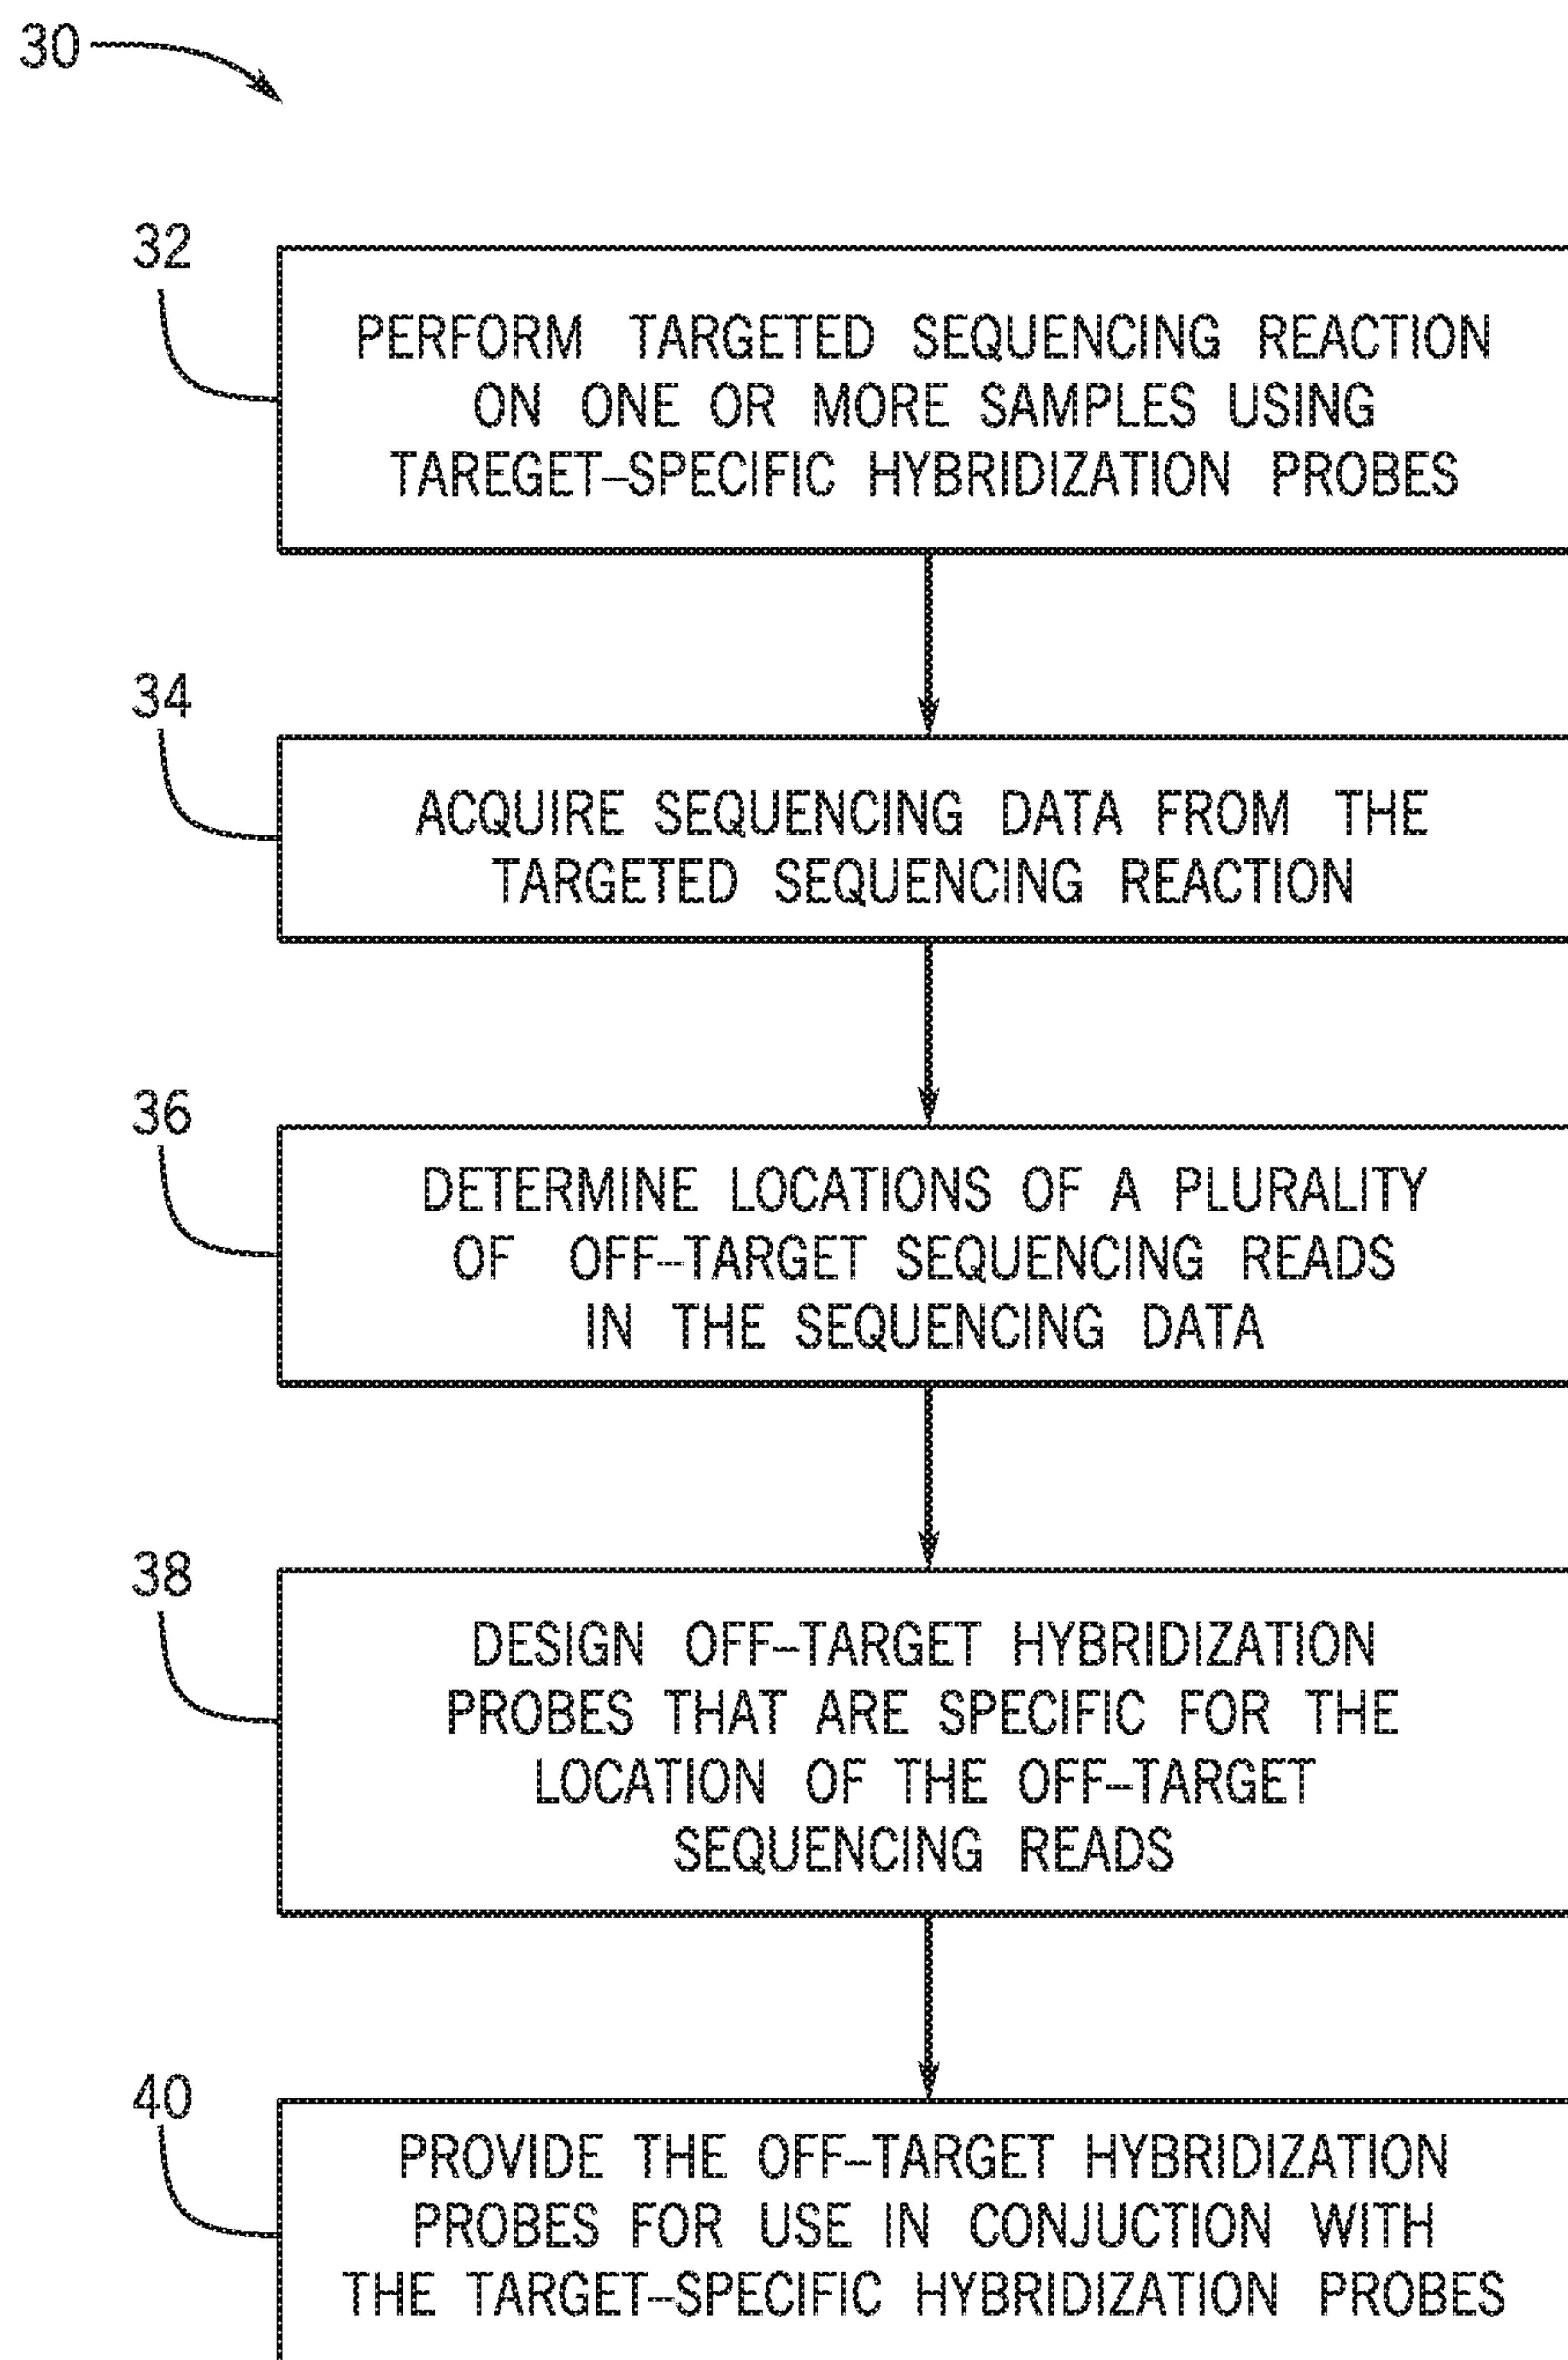 30
32
PERFORM TARGETED SEQUENCING REACTION
ON ONE OR MORE SAMPLES USING
TAREGET–SPECIFIC HYBRIDIZATION PROBES
34
ACQUIRE SEQUENCING DATA FROM THE
TARGETED SEQUENCING REACTION
36
DETERMINE LOCATIONS OF A PLURALITY
OF OFF–TARGET SEQUENCING READS
IN THE SEQUENCING DATA
38
DESIGN OFF–TARGET HYBRIDIZATION
PROBES THAT ARE SPECIFIC FOR THE
LOCATION OF THE OFF–TARGET
SEQUENCING READS
40
PROVIDE THE OFF–TARGET HYBRIDIZATION
PROBES FOR USE IN CONJUCTION WITH
THE TARGET–SPECIFIC HYBRIDIZATION PROBES